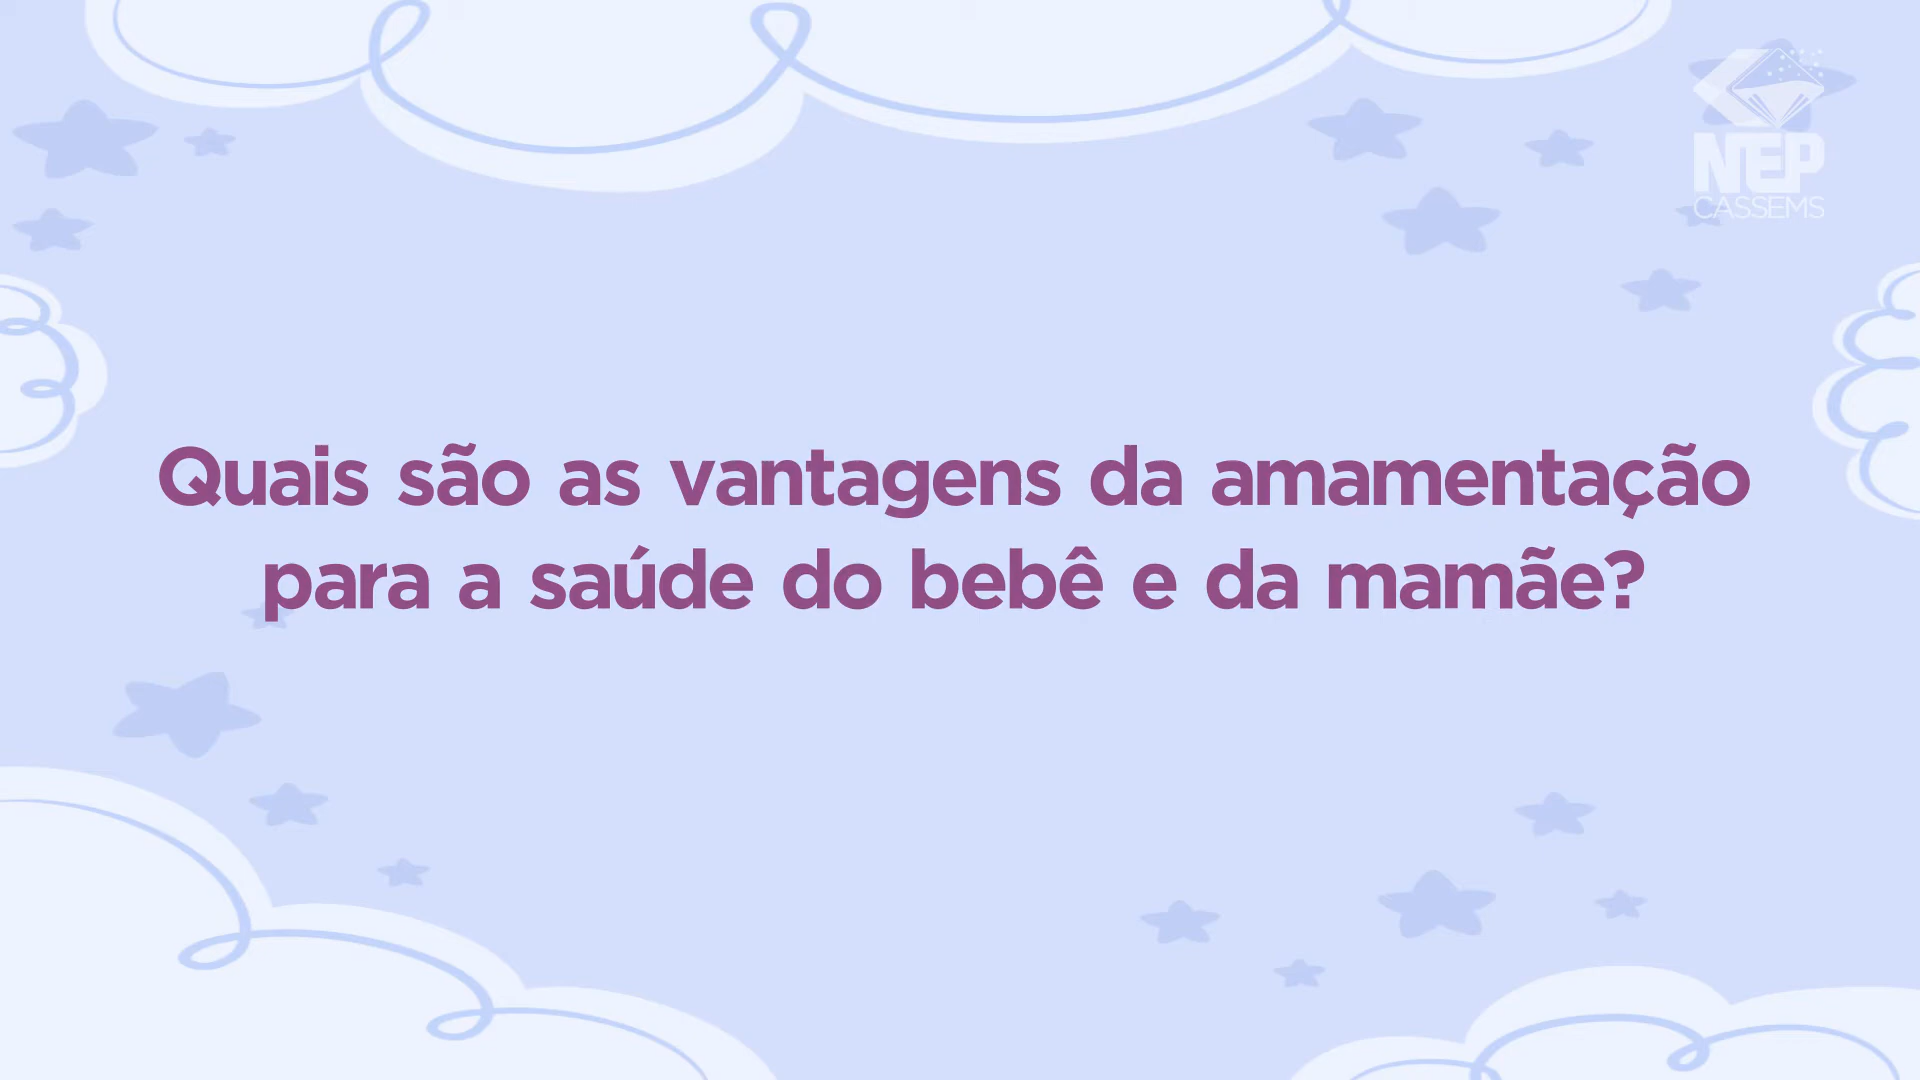 NEP
CASSEMS
Quais são as vantagens da amamentação
para a saúde do bebê e da mamãe?